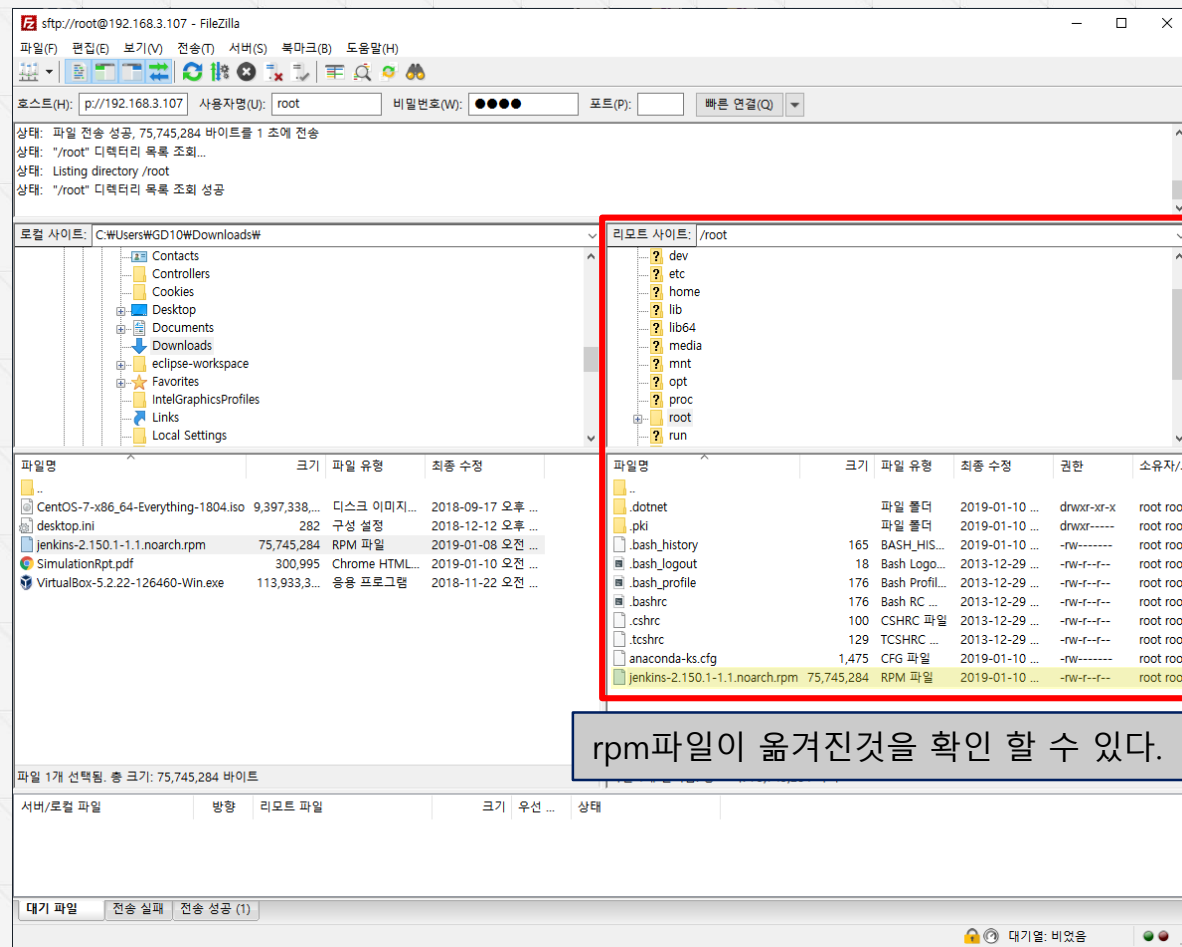 sftp://root@192.168.3.107 - FileZilla
파일(F) 편집(E) 보기(V) 전송(T) 서버(S) 북마크(B) 도움말(H)
호스트(H): p://192.168.3.107 사용자명(U): root 비밀번호(W): ●●●● 포트(P): 빠른 연결(Q)
상태: 파일 전송 성공, 75,745,284 바이트를 1 초에 전송
상태: "/root" 디렉터리 목록 조회...
상태: Listing directory /root
상태: "/root" 디렉터리 목록 조회 성공
로컬 사이트: C:₩Users₩GD10₩Downloads₩
Contacts
Controllers
Cookies
Desktop
Documents
Downloads
eclipse-workspace
Favorites
IntelGraphicsProfiles
Links
Local Settings
리모트 사이트: /root
dev
etc
home
lib
lib64
media
mnt
opt
proc
root
run
파일명 크기 파일 유형 최종 수정
..
CentOS-7-x86_64-Everything-1804.iso 9,397,338,... 디스크 이미지... 2018-09-17 오후 ...
desktop.ini 282 구성 설정 2018-12-12 오후 ...
jenkins-2.150.1-1.1.noarch.rpm 75,745,284 RPM 파일 2019-01-08 오전 ...
SimulationRpt.pdf 300,995 Chrome HTML... 2019-01-10 오전 ...
VirtualBox-5.2.22-126460-Win.exe 113,933,3... 응용 프로그램 2018-11-22 오전 ...
파일 1개 선택됨. 총 크기: 75,745,284 바이트
파일명 크기 파일 유형 최종 수정 권한 소유자/
..
.dotnet 파일 폴더 2019-01-10 ... drwxr-xr-x root roo
.pki 파일 폴더 2019-01-10 ... drwxr----- root roo
.bash_history 165 BASH_HIS... 2019-01-10 ... -rw------- root roo
.bash_logout 18 Bash Logo... 2013-12-29 ... -rw-r--r-- root roo
.bash_profile 176 Bash Profil... 2013-12-29 ... -rw-r--r-- root roo
.bashrc 176 Bash RC ... 2013-12-29 ... -rw-r--r-- root roo
.cshrc 100 CSHRC 파일 2013-12-29 ... -rw-r--r-- root roo
.tcshrc 129 TCSHRC ... 2013-12-29 ... -rw-r--r-- root roo
anaconda-ks.cfg 1,475 CFG 파일 2019-01-10 ... -rw------- root roo
jenkins-2.150.1-1.1.noarch.rpm 75,745,284 RPM 파일 2019-01-10 ... -rw-r--r-- root roo
rpm파일이 옮겨진것을 확인 할 수 있다.
서버/로컬 파일 방향 리모트 파일 크기 우선 ... 상태
대기 파일 전송 실패 전송 성공 (1)
대기열: 비었음